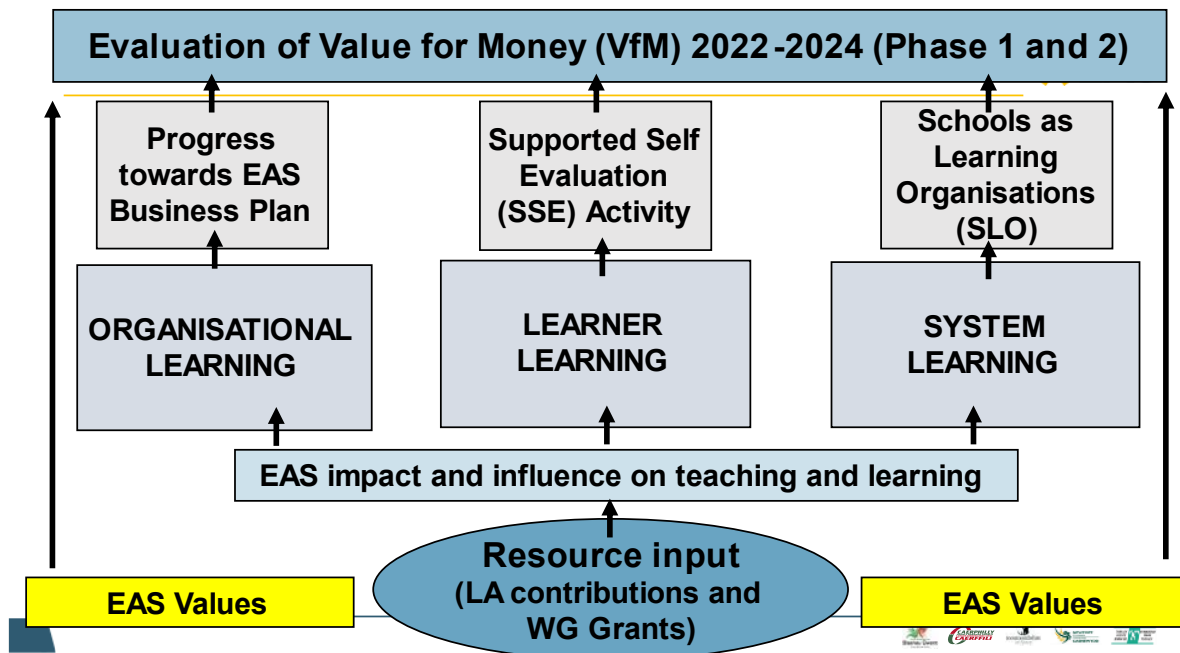 Evaluation of Value for Money (VfM) 2022-2024 (Phase 1 and 2)
Progress
towards EAS
Business Plan
Supported Self
Evaluation
(SSE) Activity
Schools as
Learning
Organisations
(SLO)
ORGANISATIONAL
LEARNING
LEARNER
LEARNING
SYSTEM
LEARNING
EAS impact and influence on teaching and learning
Resource input
(LA contributions and
WG Grants)
EAS Values
EAS Values
CAERPHILLY
CAERFFILI